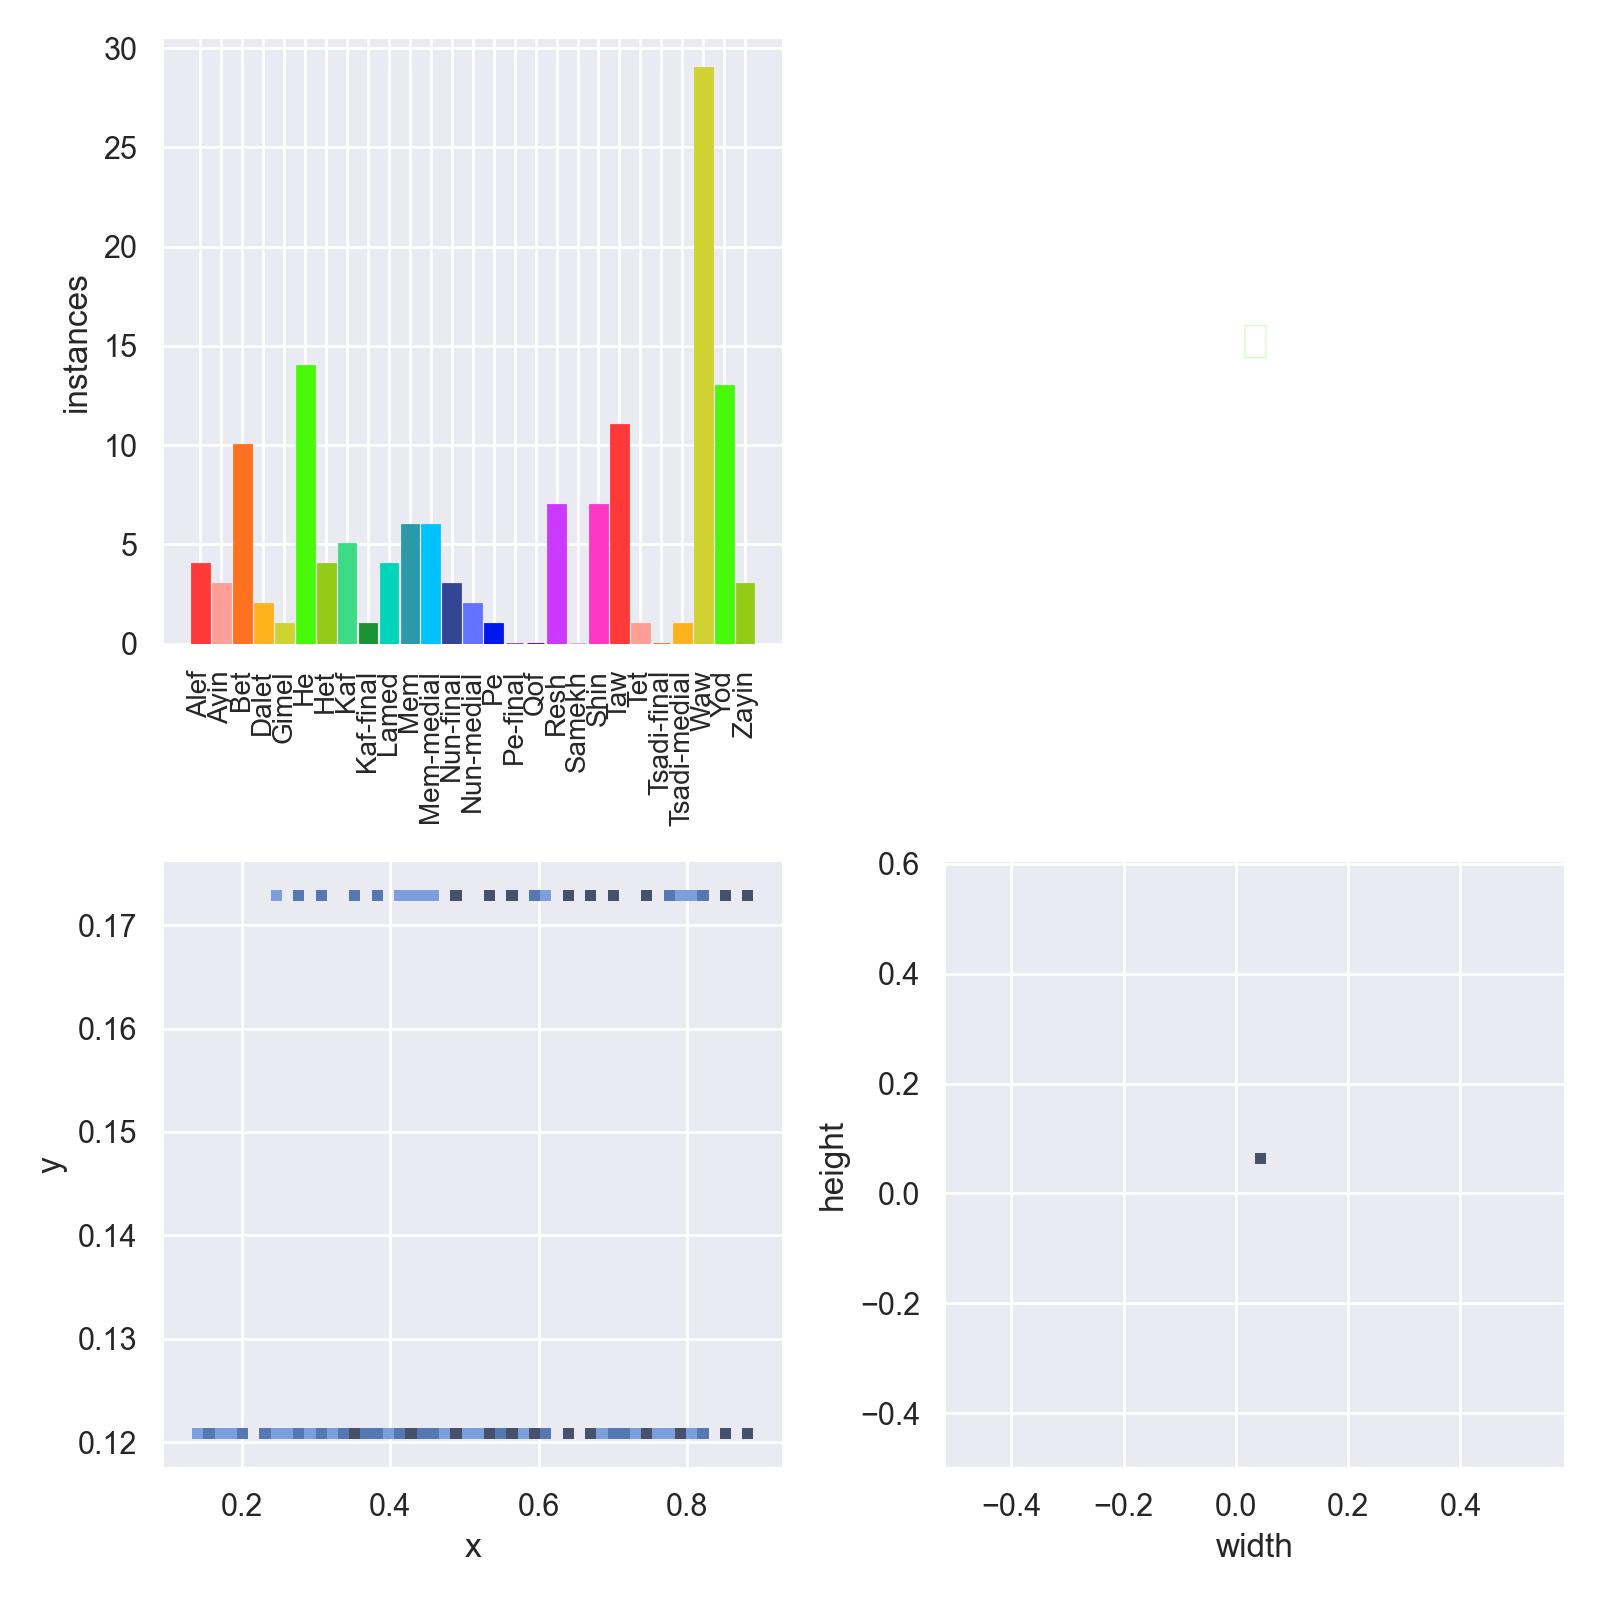 30
25
20
15
10
5
0
instances
Alef
Ayin
Bet
Dalet
Gimel
He
Het
Kaf
Kaf-final
Lamed
Mem
Mem-medial
Nun-final
Nun-medial
Pe
Pe-final
Qof
Resh
Samekh
Shin
Taw
Tet
Tsadi-final
Tsadi-medial
Waw
Yod
Zayin
0.17
0.16
0.15
0.14
0.13
0.12
y
0.2 0.4 0.6 0.8
x
0.6
0.4
0.2
0.0
−0.2
−0.4
height
−0.4 −0.2 0.0 0.2 0.4
width